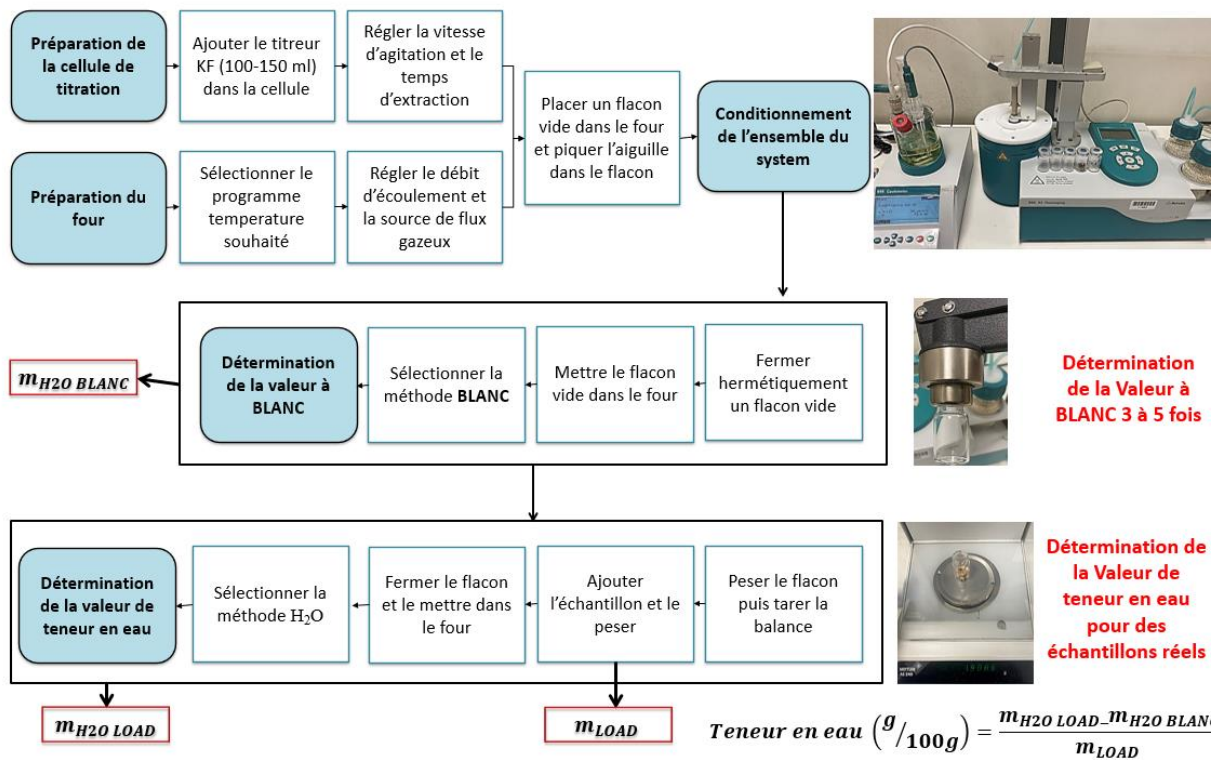 Préparation de
la cellule de
titration
Ajouter le titreur
KF (100-150 ml)
dans la cellule
Régler la vitesse
d’agitation et le
temps
d’extraction
Préparation du
four
Sélectionner le
programme
temperature
souhaité
Régler le débit
d’écoulement et
la source de flux
gazeux
Placer un flacon
vide dans le four
et piquer l’aiguille
dans le flacon
Conditionnement
de l’ensemble du
system
m H2O BLANC
Détermination
de la valeur à
BLANC
Sélectionner la
méthode BLANC
Mettre le flacon
vide dans le four
Fermer
hermétiquement
un flacon vide
Détermination
de la Valeur à
BLANC 3 à 5 fois
Détermination
de la valeur de
teneur en eau
Sélectionner la
méthode H₂O
Fermer le flacon
et le mettre dans
le four
Ajouter
l’échantillon et le
peser
Peser le flacon
puis tarer la
balance
Détermination de
la Valeur de
teneur en eau
pour des
échantillons réels
m H2O LOAD
m LOAD
Teneur en eau (g/100g) = m H2O LOAD_m H2O BLANC
m LOAD